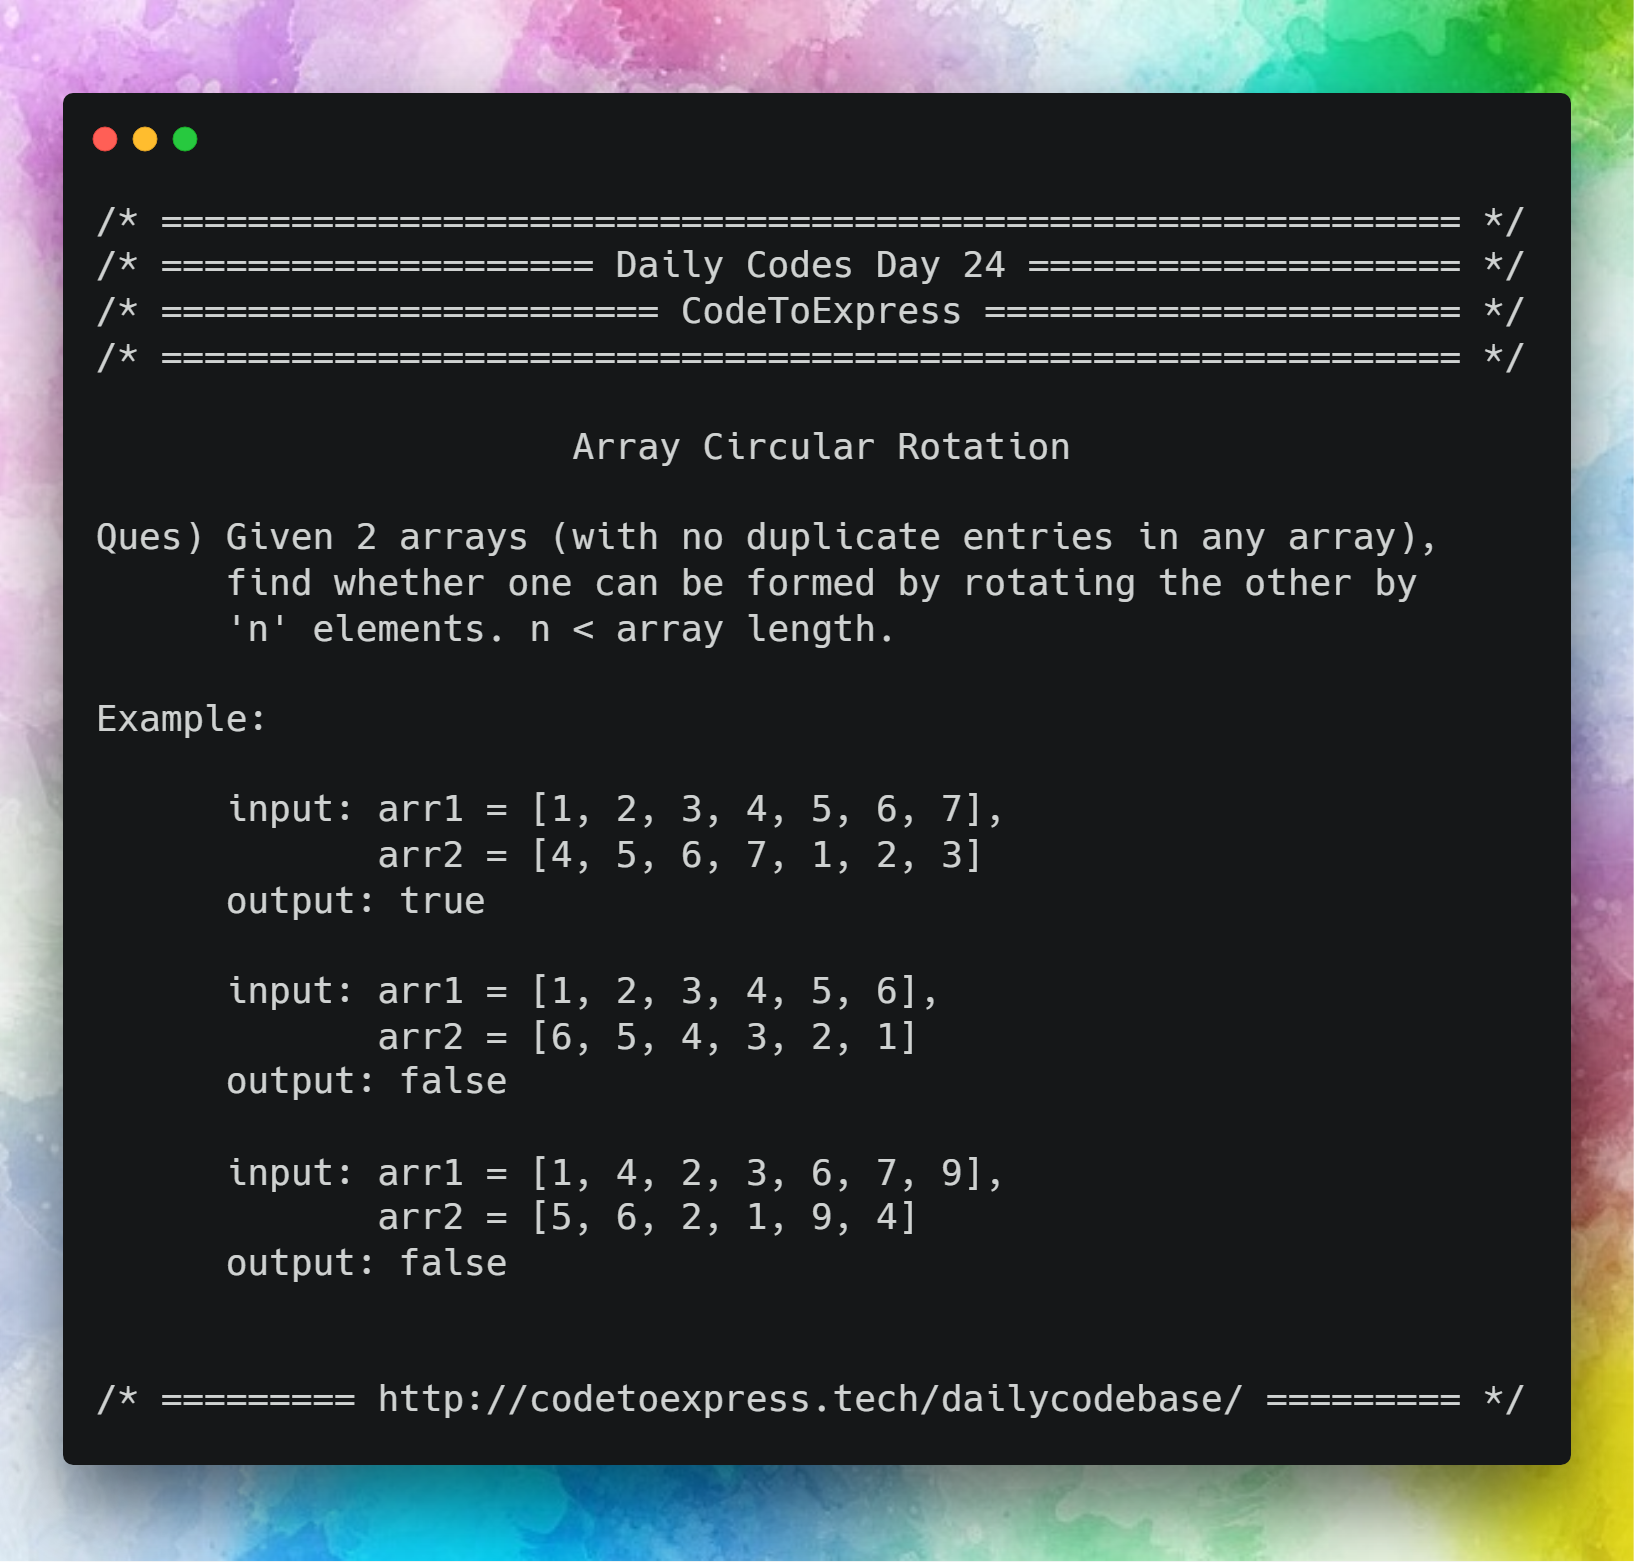 /* ============================================================ */
/* ==================== Daily Codes Day 24 ==================== */
/* ======================= CodeToExpress ====================== */
/* ============================================================ */
Array Circular Rotation
Ques) Given 2 arrays (with no duplicate entries in any array),
find whether one can be formed by rotating the other by
'n' elements. n < array length.
Example:
input: arr1 = [1, 2, 3, 4, 5, 6, 7],
arr2 = [4, 5, 6, 7, 1, 2, 3]
output: true
input: arr1 = [1, 2, 3, 4, 5, 6],
arr2 = [6, 5, 4, 3, 2, 1]
output: false
input: arr1 = [1, 4, 2, 3, 6, 7, 9],
arr2 = [5, 6, 2, 1, 9, 4]
output: false
/* ========= http://codetoexpress.tech/dailycodebase/ ========= */